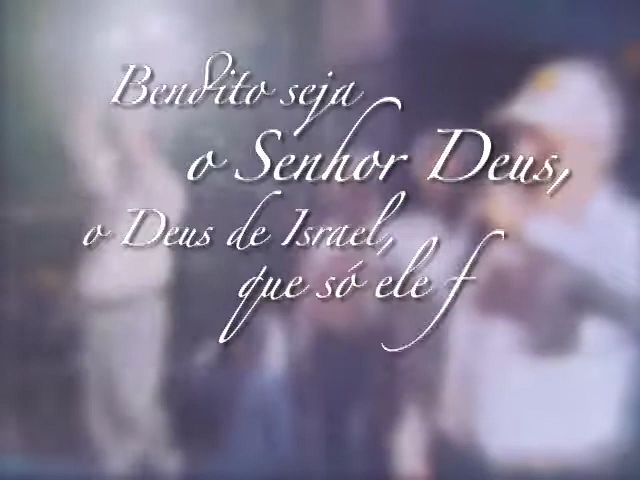 Bendito seja
o Senhor Deus,
o Deus de Israel,
que só ele f